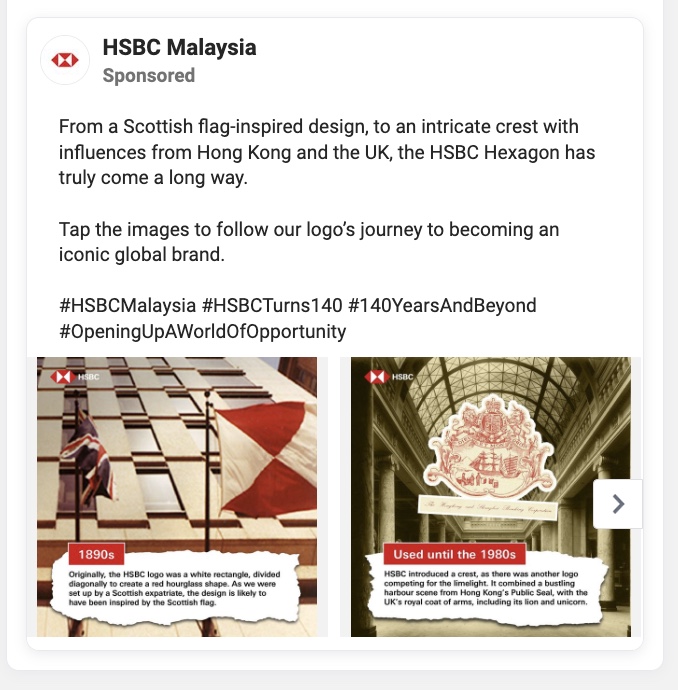 HSBC Malaysia
Sponsored
From a Scottish flag-inspired design, to an intricate crest with
influences from Hong Kong and the UK, the HSBC Hexagon has
truly come a long way.
Tap the images to follow our logo’s journey to becoming an
iconic global brand.
#HSBCMalaysia #HSBCTurns140 #140YearsAndBeyond
#OpeningUpAWorldOfOpportunity
HSBC
1890s
Originally, the HSBC logo was a white rectangle, divided
diagonally to create a red hourglass shape. As we were
set up by a Scottish expatriate, the design is likely to
have been inspired by the Scottish flag.
HSBC
The Hongkong and Shanghai Banking Corporation
Used until the 1980s
HSBC introduced a crest, as there was another logo
competing for the limelight. It combined a bustling
harbour scene from Hong Kong's Public Seal, with the
UK's royal coat of arms, including its lion and unicorn.